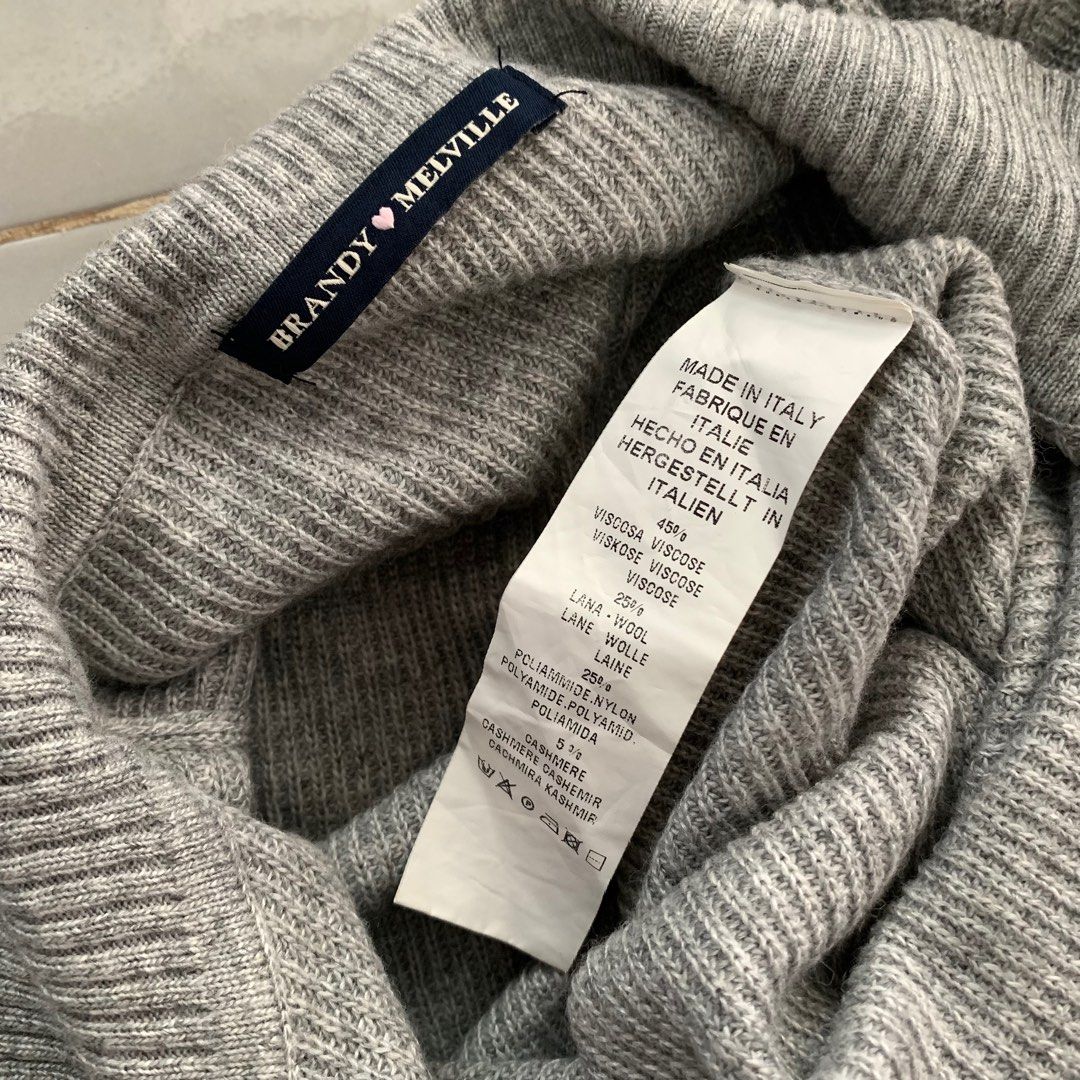 BRANDY MELVILLE
MADE IN ITALY
FABRIQUE EN
ITALIE
HECHO EN ITALIA
HERGESTELLT IN
ITALIEN
45%
VISCOSA VISCOSE
VISKOSE VISCOSE
VISCOSE
25%
LANA - WOOL
LANE WOLLE
LAINE
25%
POLIAMMIDE.NYLON
POLYAMIDE.POLYAMID.
POLIAMIDA
5%
CASHMERE
CASHMERE CASHEMIR
CACHMIRA KASHMIR
P